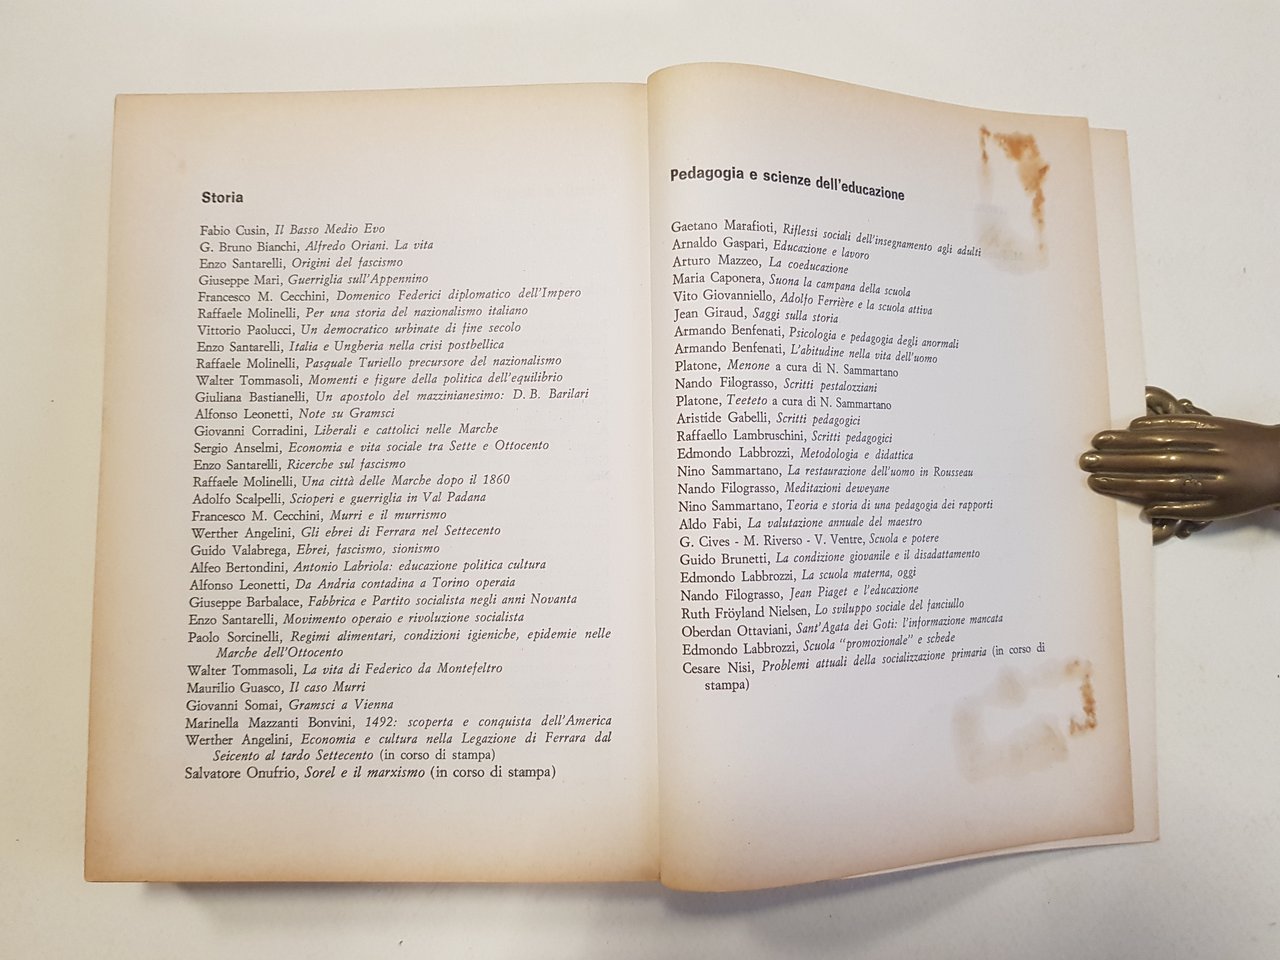 Storia
Fabio Cusin, Il Basso Medio Evo
G. Bruno Bianchi, Alfredo Oriani. La vita
Enzo Santarelli, Origini del fascismo
Giuseppe Mari, Guerriglia sull'Appennino
Francesco M. Cecchini, Domenico Federici diplomatico dell'Impero
Raffaele Molinelli, Per una storia del nazionalismo italiano
Vittorio Paolucci, Un democratico urbinate di fine secolo
Enzo Santarelli, Italia e Ungheria nella crisi postbellica
Raffaele Molinelli, Pasquale Turiello precursore del nazionalismo
Walter Tommasoli, Momenti e figure della politica dell'equilibrio
Giuliana Bastianelli, Un apostolo del mazzinianesimo: D. B. Barilari
Alfonso Leonetti, Note su Gramsci
Giovanni Corradini, Liberali e cattolici nelle Marche
Sergio Anselmi, Economia e vita sociale tra Sette e Ottocento
Enzo Santarelli, Ricerche sul fascismo
Raffaele Molinelli, Una città delle Marche dopo il 1860
Adolfo Scalpelli, Scioperi e guerriglia in Val Padana
Francesco M. Cecchini, Murri e il murrismo
Werther Angelini, Gli ebrei di Ferrara nel Settecento
Guido Valabrega, Ebrei, fascismo, sionismo
Alfeo Bertondini, Antonio Labriola: educazione politica cultura
Alfonso Leonetti, Da Andria contadina a Torino operaia
Giuseppe Barbalace, Fabbrica e Partito socialista negli anni Novanta
Enzo Santarelli, Movimento operaio e rivoluzione socialista
Paolo Sorcinelli, Regimi alimentari, condizioni igieniche, epidemie nelle
Marche dell'Ottocento
Walter Tommasoli, La vita di Federico da Montefeltro
Maurilio Guasco, Il caso Murri
Giovanni Somai, Gramsci a Vienna
Marinella Mazzanti Bonvini, 1492: scoperta e conquista dell'America
Werther Angelini, Economia e cultura nella Legazione di Ferrara dal
Seicento al tardo Settecento (in corso di stampa)
Salvatore Onufrio, Sorel e il marxismo (in corso di stampa)
Pedagogia e scienze dell'educazione
Gaetano Marafioti, Riflessi sociali dell'insegnamento agli adulti
Arnaldo Gaspari, Educazione e lavoro
Arturo Mazzeo, La coeducazione
Maria Caponera, Suona la campana della scuola
Vito Giovanniello, Adolfo Ferrière e la scuola attiva
Jean Giraud, Saggi sulla storia
Armando Benfenati, Psicologia e pedagogia degli anormali
Armando Benfenati, L'abitudine nella vita dell'uomo
Platone, Menone a cura di N. Sammartano
Nando Filograsso, Scritti pestalozziani
Platone, Teeteto a cura di N. Sammartano
Aristide Gabelli, Scritti pedagogici
Raffaello Lambruschini, Scritti pedagogici
Edmondo Labbrozzi, Metodologia e didattica
Nino Sammartano, La restaurazione dell'uomo in Rousseau
Nando Filograsso, Meditazioni deweyane
Nino Sammartano, Teoria e storia di una pedagogia dei rapporti
Aldo Fabi, La valutazione annuale del maestro
G. Cives - M. Riverso - V. Ventre, Scuola e potere
Guido Brunetti, La condizione giovanile e il disadattamento
Edmondo Labbrozzi, La scuola materna, oggi
Nando Filograsso, Jean Piaget e l'educazione
Ruth Fröyland Nielsen, Lo sviluppo sociale del fanciullo
Oberdan Ottaviani, Sant'Agata dei Goti: l'informazione mancata
Edmondo Labbrozzi, Scuola "promozionale" e schede
Cesare Nisi, Problemi attuali della socializzazione primaria (in corso di
stampa)